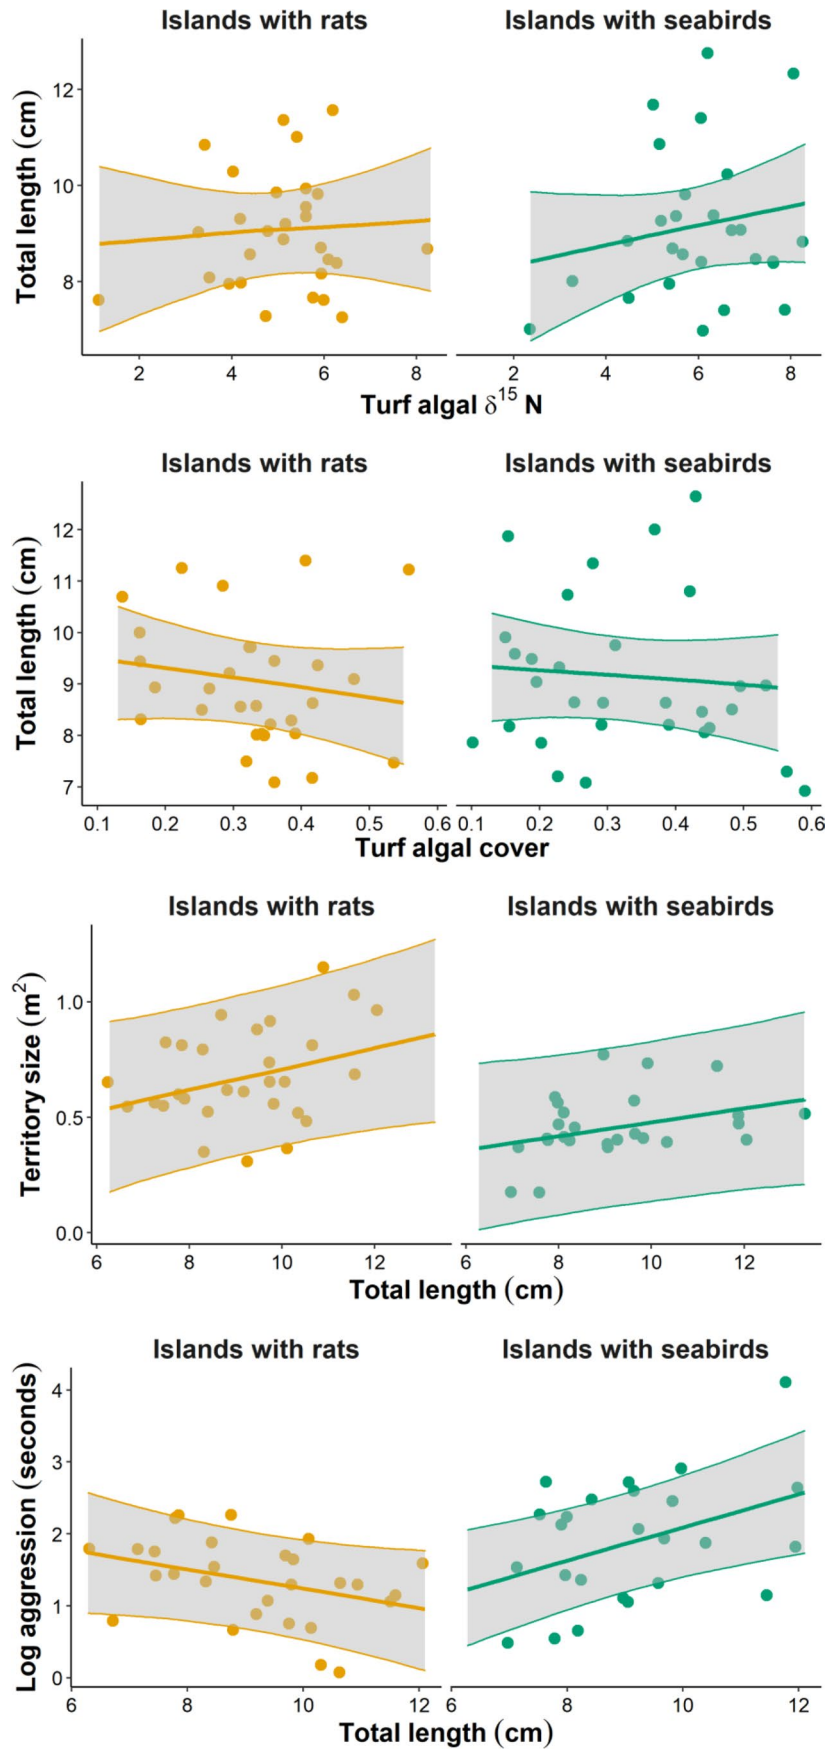 Islands with rats Islands with seabirds
Total length (cm)
12
10
8
2 4 6 8 2 4 6 8
Turf algal δ¹⁵ N
Islands with rats Islands with seabirds
Total length (cm)
12
11
10
9
8
7
0.1 0.2 0.3 0.4 0.5 0.6 0.1 0.2 0.3 0.4 0.5 0.6
Turf algal cover
Islands with rats Islands with seabirds
Territory size (m²)
1.0
0.5
0.0
6 8 10 12 6 8 10 12
Total length (cm)
Islands with rats Islands with seabirds
Log aggression (seconds)
4
3
2
1
0
6 8 10 12 6 8 10 12
Total length (cm)